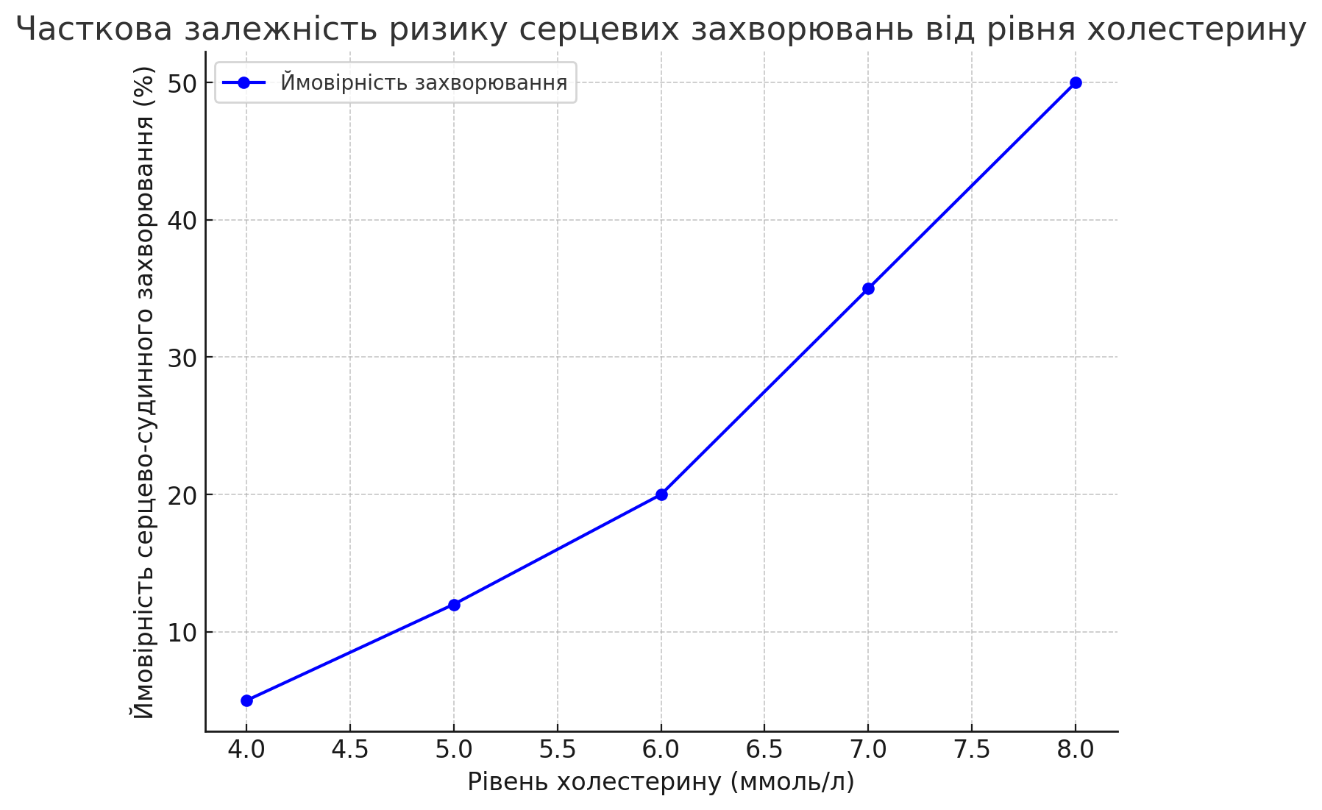 Часткова залежність ризику серцевих захворювань від рівня холестерину
Ймовірність захворювання
Ймовірність серцево-судинного захворювання (%)
50
40
30
20
10
4.0 4.5 5.0 5.5 6.0 6.5 7.0 7.5 8.0
Рівень холестерину (ммоль/л)